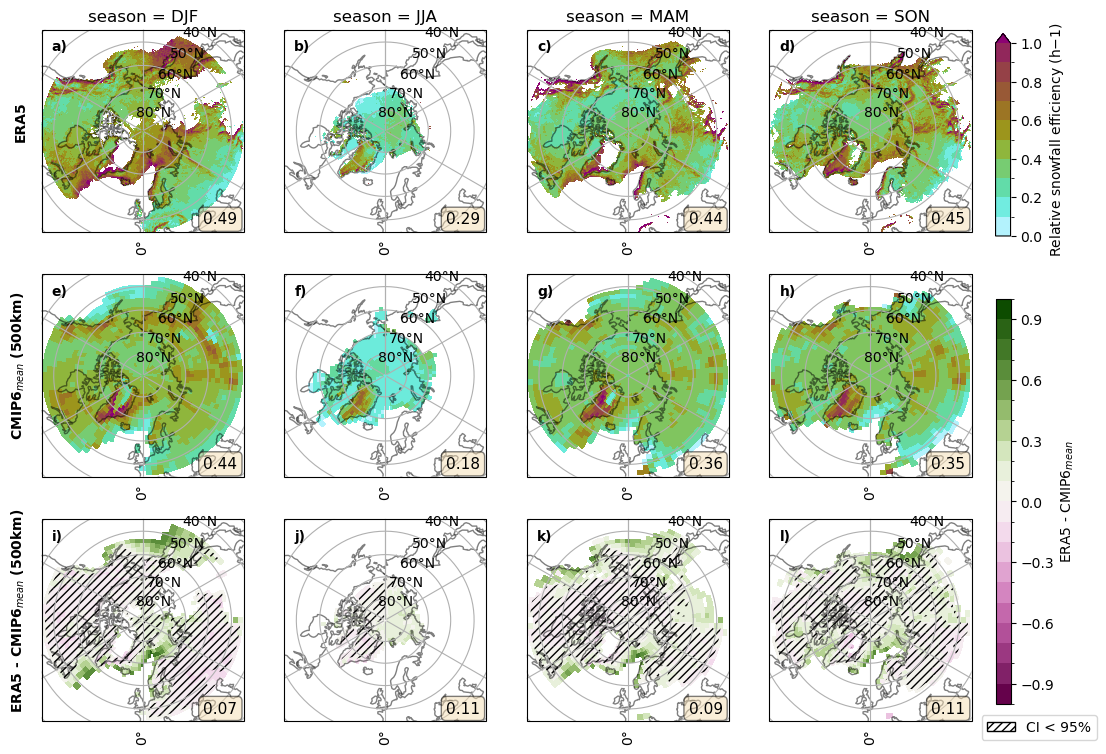 season = DJF
season = JJA
season = MAM
season = SON
ERA5
a)
40°N
50°N
60°N
70°N
80°N
0.49
0°
b)
40°N
50°N
60°N
70°N
80°N
0.29
0°
c)
40°N
50°N
60°N
70°N
80°N
0.44
0°
d)
40°N
50°N
60°N
70°N
80°N
0.45
0°
1.0
0.8
0.6
0.4
0.2
0.0
Relative snowfall efficiency (h−1)
CMIP6mean (500km)
e)
40°N
50°N
60°N
70°N
80°N
0.44
0°
f)
40°N
50°N
60°N
70°N
80°N
0.18
0°
g)
40°N
50°N
60°N
70°N
80°N
0.36
0°
h)
40°N
50°N
60°N
70°N
80°N
0.35
0°
ERA5 - CMIP6mean (500km)
i)
40°N
50°N
60°N
70°N
80°N
0.07
0°
j)
40°N
50°N
60°N
70°N
80°N
0.11
0°
k)
40°N
50°N
60°N
70°N
80°N
0.09
0°
l)
40°N
50°N
60°N
70°N
80°N
0.11
0°
0.9
0.6
0.3
0.0
−0.3
−0.6
−0.9
ERA5 - CMIP6mean
CI < 95%